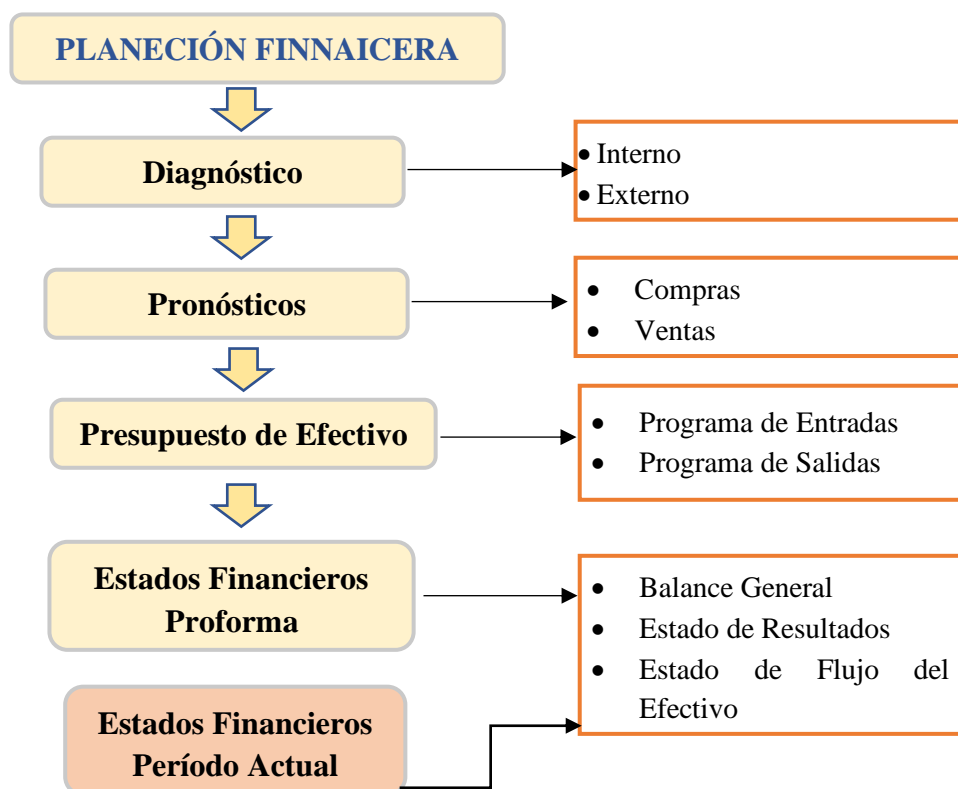 PLANECIÓN FINNAICERA
Diagnóstico
• Interno
• Externo
Pronósticos
• Compras
• Ventas
Presupuesto de Efectivo
• Programa de Entradas
• Programa de Salidas
Estados Financieros
Proforma
• Balance General
• Estado de Resultados
• Estado de Flujo del
Efectivo
Estados Financieros
Período Actual